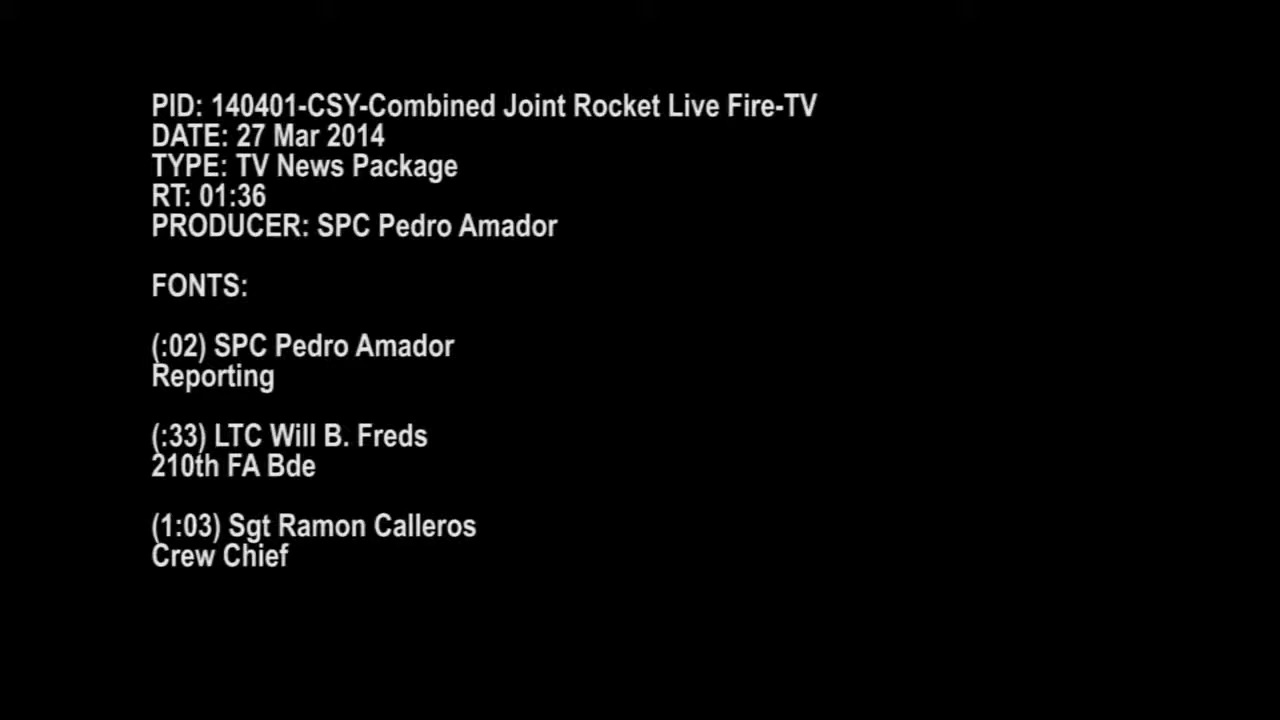 PID: 140401-CSY-Combined Joint Rocket Live Fire-TV
DATE: 27 Mar 2014
TYPE: TV News Package
RT: 01:36
PRODUCER: SPC Pedro Amador
FONTS:
(:02) SPC Pedro Amador
Reporting
(:33) LTC Will B. Freds
210th FA Bde
(1:03) Sgt Ramon Calleros
Crew Chief